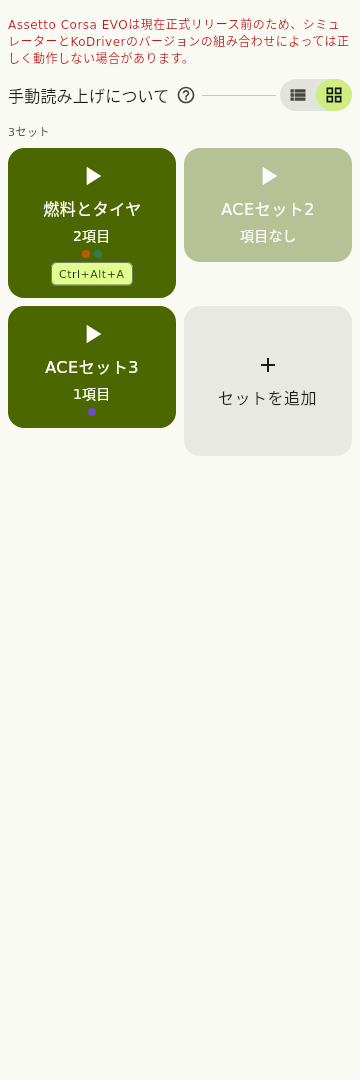 Assetto Corsa EVOは現在正式リリース前のため、シミュ
レーターとKoDriverのバージョンの組み合わせによっては正
しく動作しない場合があります。
手動読み上げについて
3セット
燃料とタイヤ
2項目
Ctrl+Alt+A
ACEセット2
項目なし
ACEセット3
1項目
セットを追加